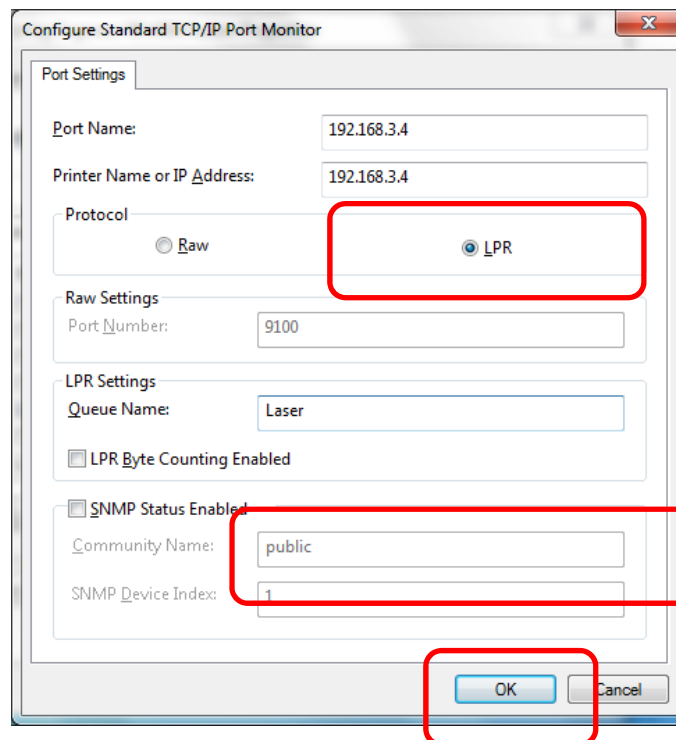 Configure Standard TCP/IP Port Monitor
Port Settings
Port Name: 192.168.3.4
Printer Name or IP Address: 192.168.3.4
Protocol
Raw LPR
Raw Settings
Port Number: 9100
LPR Settings
Queue Name: Laser
LPR Byte Counting Enabled
SNMP Status Enabled
Community Name: public
SNMP Device Index: 1
OK Cancel